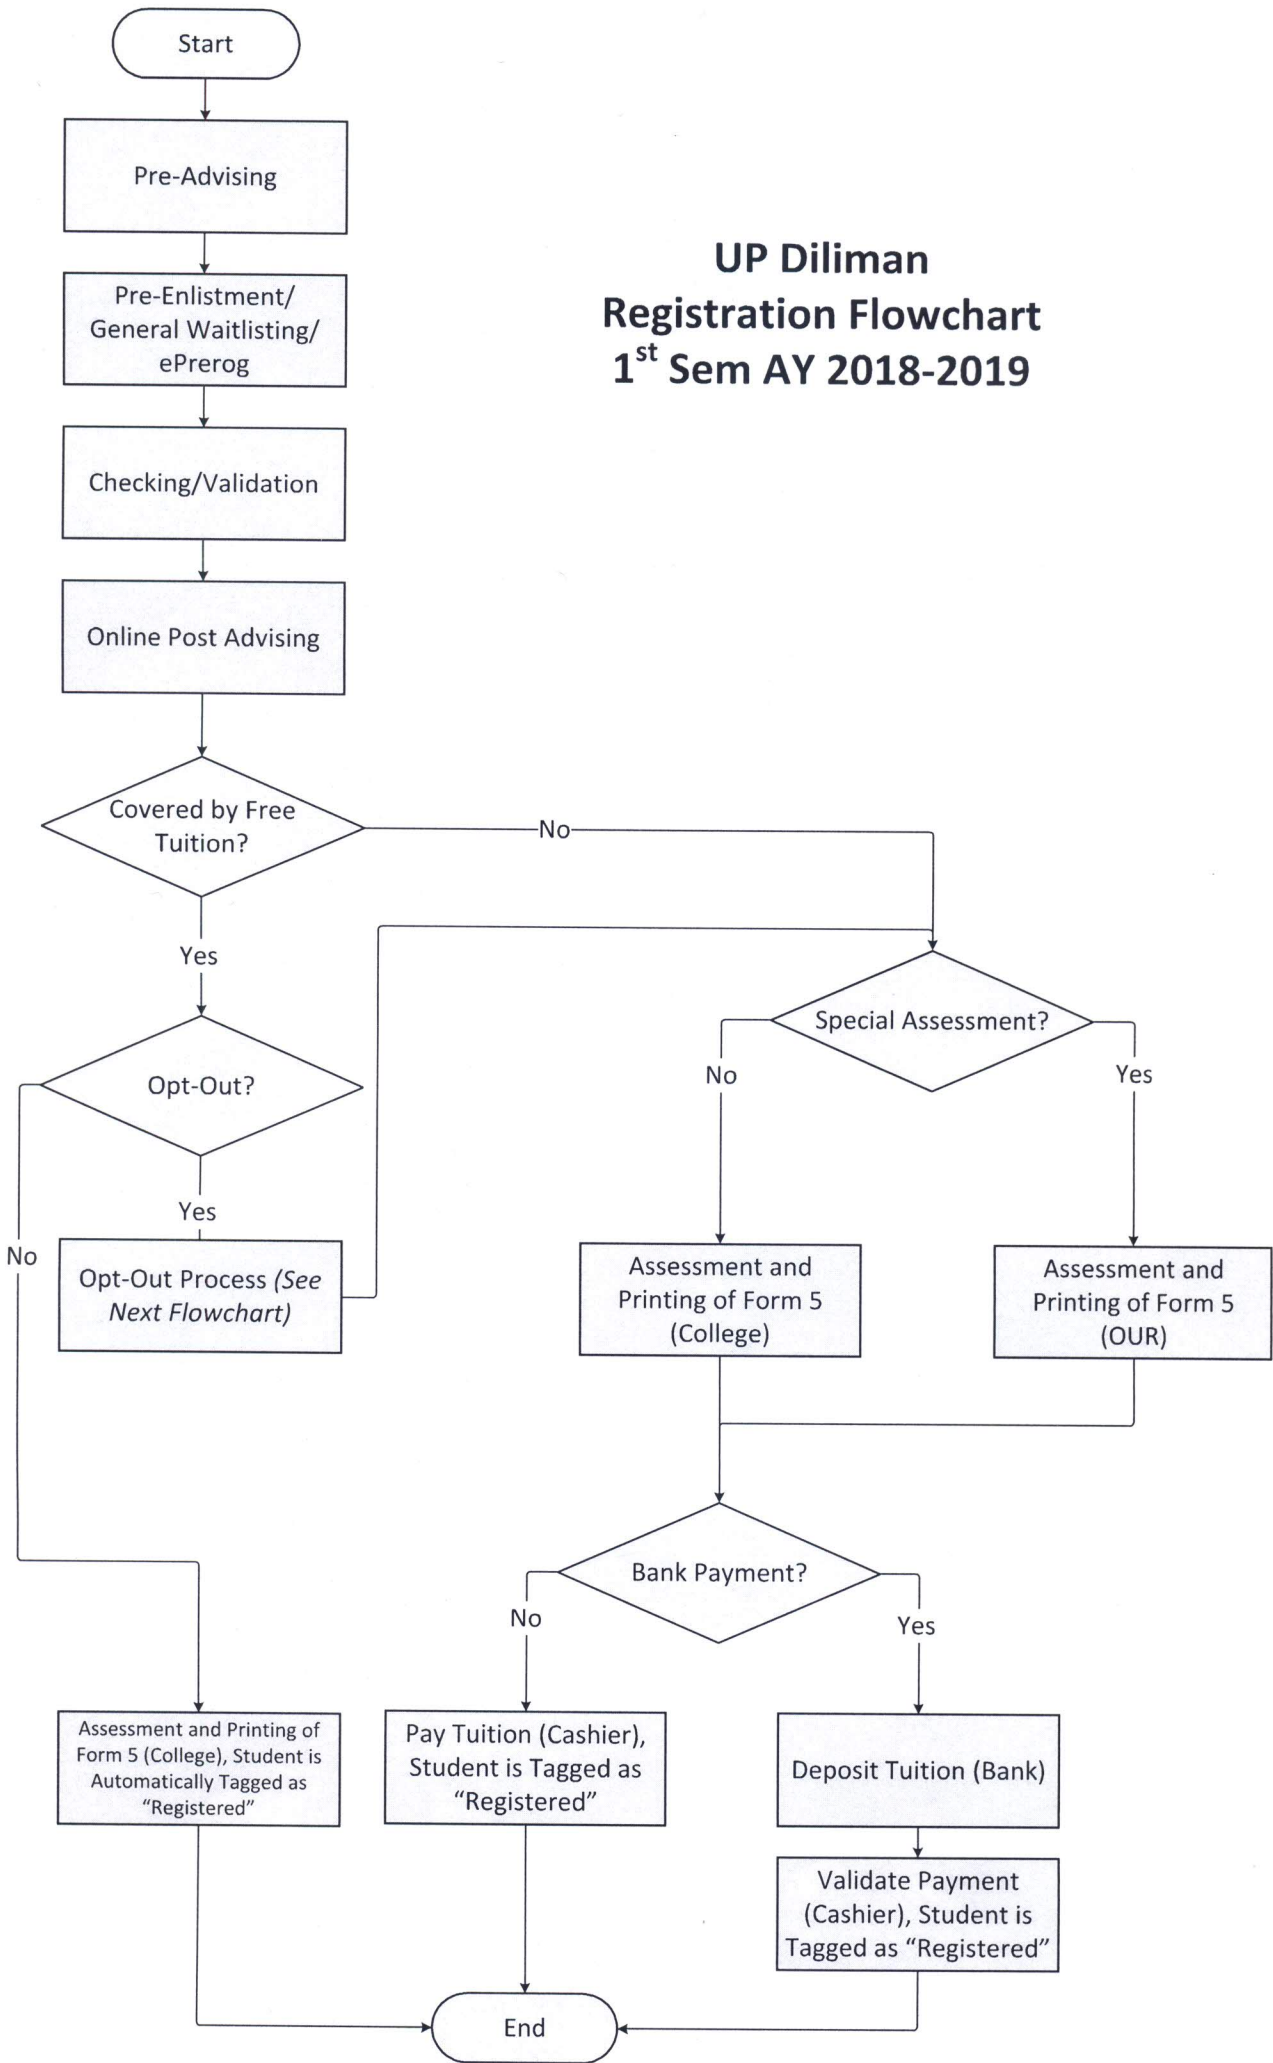 Start
Pre-Advising
UP Diliman
Registration Flowchart
1st Sem AY 2018-2019
Pre-Enlistment/
General Waitlisting/
ePrerog
Checking/Validation
Online Post Advising
Covered by Free
Tuition?
No
Yes
Special Assessment?
No
Yes
Opt-Out?
Yes
No
Opt-Out Process (See
Next Flowchart)
Assessment and
Printing of Form 5
(College)
Assessment and
Printing of Form 5
(OUR)
Bank Payment?
No
Yes
Assessment and Printing of
Form 5 (College), Student is
Automatically Tagged as
“Registered”
Pay Tuition (Cashier),
Student is Tagged as
“Registered”
Deposit Tuition (Bank)
Validate Payment
(Cashier), Student is
Tagged as “Registered”
End